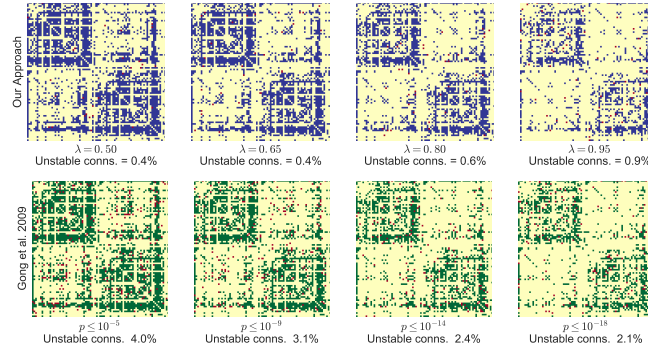 Our Approach
λ = 0.50
Unstable conns. = 0.4%
λ = 0.65
Unstable conns. = 0.4%
λ = 0.80
Unstable conns. = 0.6%
λ = 0.95
Unstable conns. = 0.9%
Gong et al. 2009
p ≤ 10⁻⁵
Unstable conns. 4.0%
p ≤ 10⁻⁹
Unstable conns. 3.1%
p ≤ 10⁻¹⁴
Unstable conns. 2.4%
p ≤ 10⁻¹⁸
Unstable conns. 2.1%